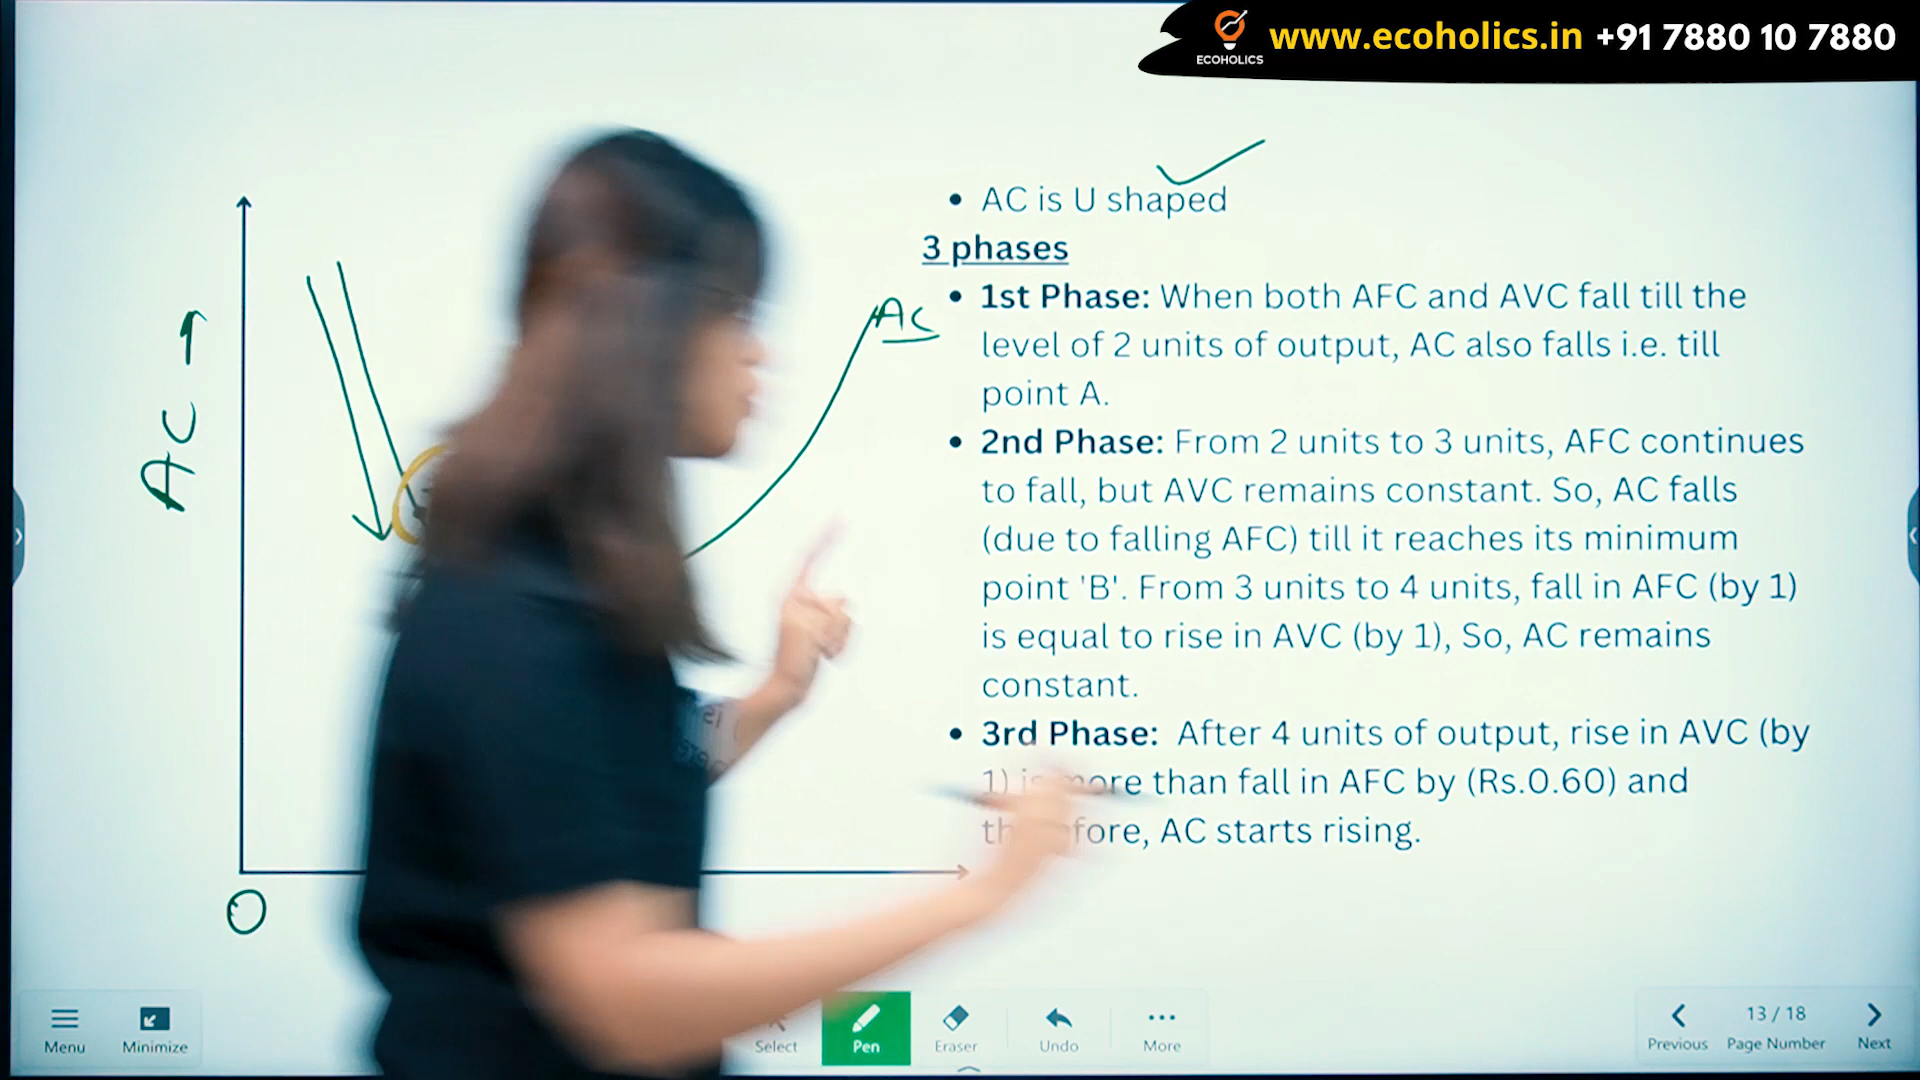 ECOHOLICS
www.ecoholics.in +91 7880 10 7880
AC is U shaped
3 phases
1st Phase: When both AFC and AVC fall till the
level of 2 units of output, AC also falls i.e. till
point A.
2nd Phase: From 2 units to 3 units, AFC continues
to fall, but AVC remains constant. So, AC falls
(due to falling AFC) till it reaches its minimum
point 'B'. From 3 units to 4 units, fall in AFC (by 1)
is equal to rise in AVC (by 1), So, AC remains
constant.
3rd Phase: After 4 units of output, rise in AVC (by
1) is more than fall in AFC by (Rs.0.60) and
therefore, AC starts rising.
AC
AC
O
Menu
Minimize
Select
Pen
Eraser
Undo
More
Previous
13 / 18
Page Number
Next